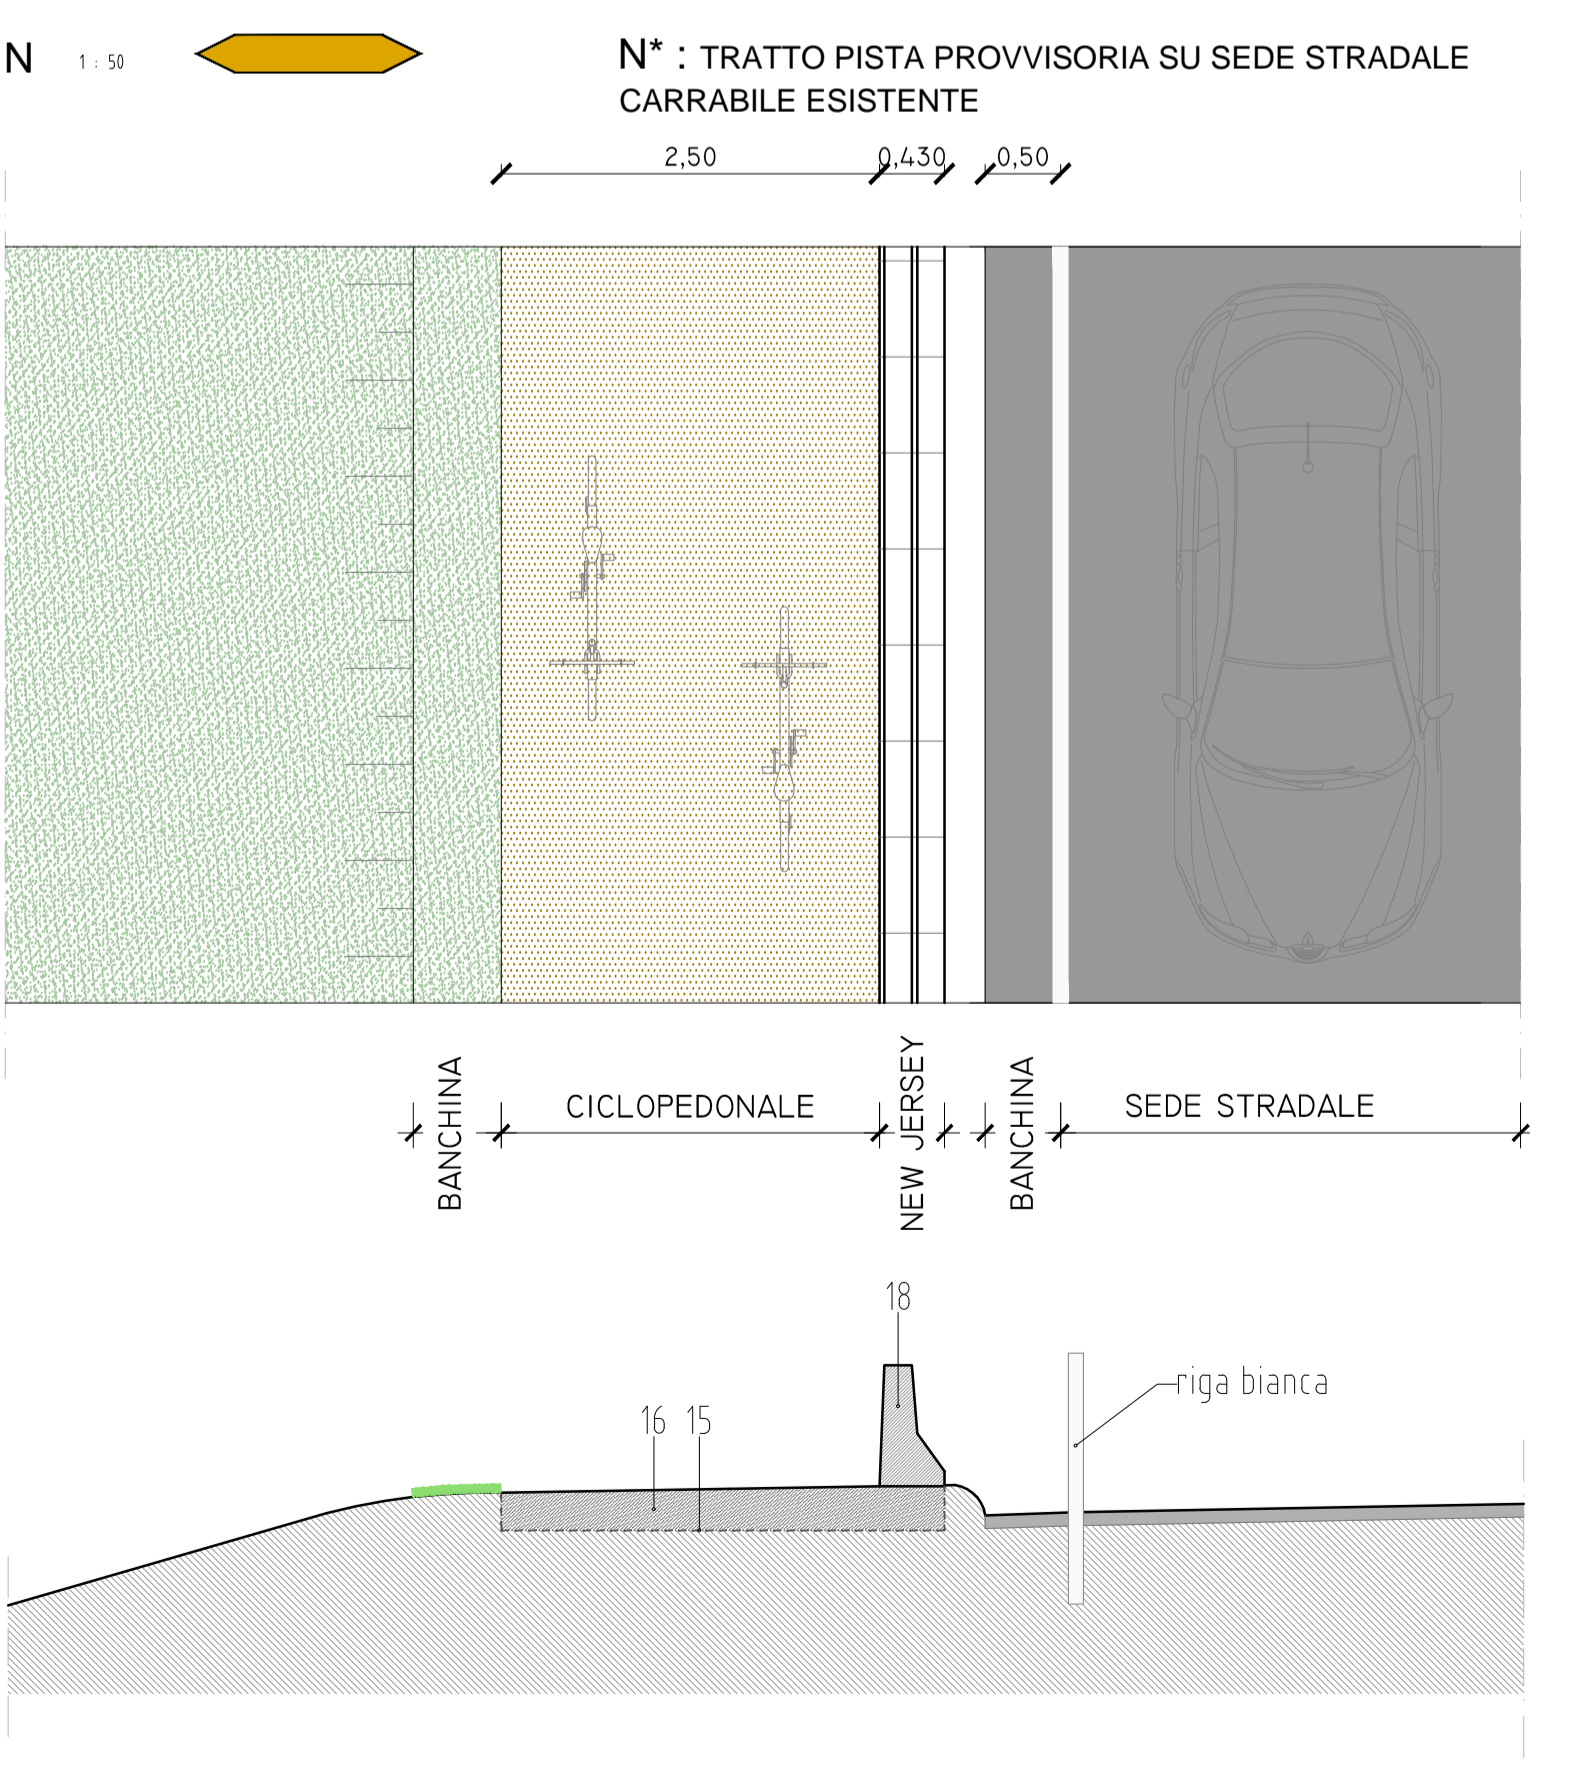 N 1 : 50
N* : TRATTO PISTA PROVVISORIA SU SEDE STRADALE
CARRABILE ESISTENTE
2,50 0,430 0,50
BANCHINA
CICLOPEDONALE
NEW JERSEY
BANCHINA
SEDE STRADALE
18
riga bianca
16 15